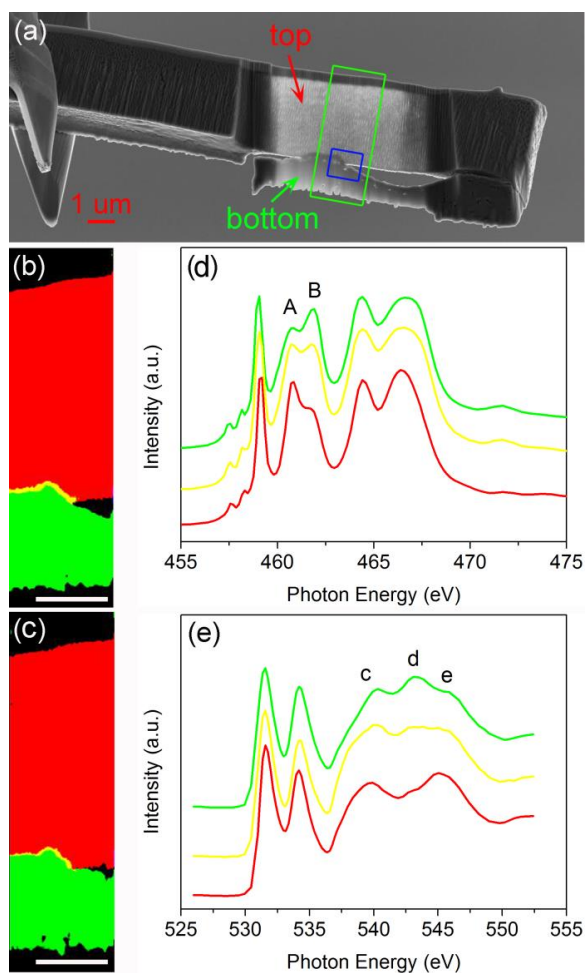 (a)
top
bottom
1 um
(b)
(c)
(d)
A
B
Intensity (a.u.)
455
460
465
470
475
Photon Energy (eV)
(e)
c
d
e
Intensity (a.u.)
525
530
535
540
545
550
555
Photon Energy (eV)